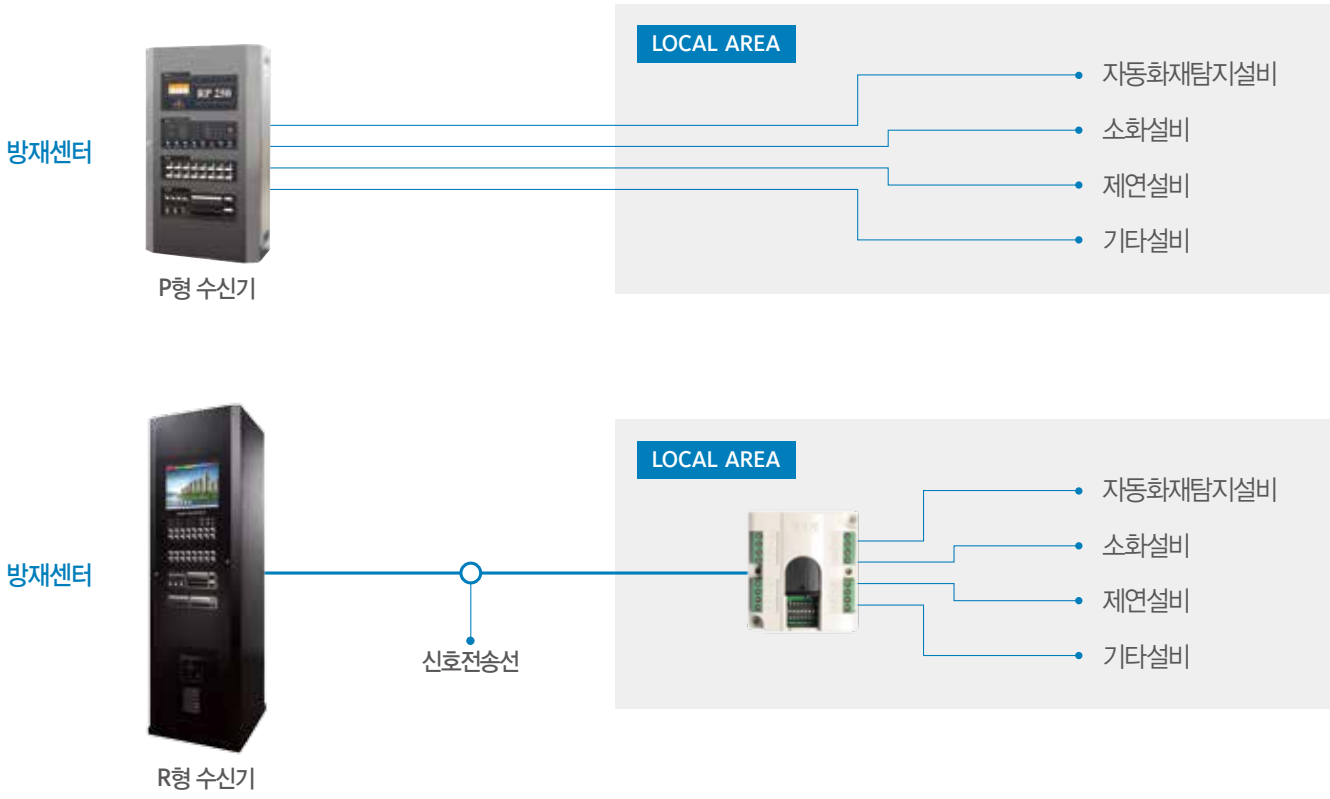 LOCAL AREA
자동화재탐지설비
RP 250
소화설비
방재센터
제연설비
기타설비
P형 수신기
LOCAL AREA
자동화재탐지설비
소화설비
방재센터
제연설비
신호전송선
기타설비
R형 수신기